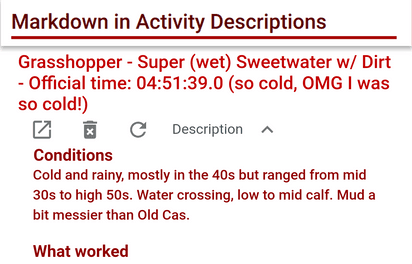 Markdown in Activity Descriptions
Grasshopper - Super (wet) Sweetwater w/ Dirt
- Official time: 04:51:39.0 (so cold, OMG I was
so cold!)
Description
Conditions
Cold and rainy, mostly in the 40s but ranged from mid
30s to high 50s. Water crossing, low to mid calf. Mud a
bit messier than Old Cas.
What worked